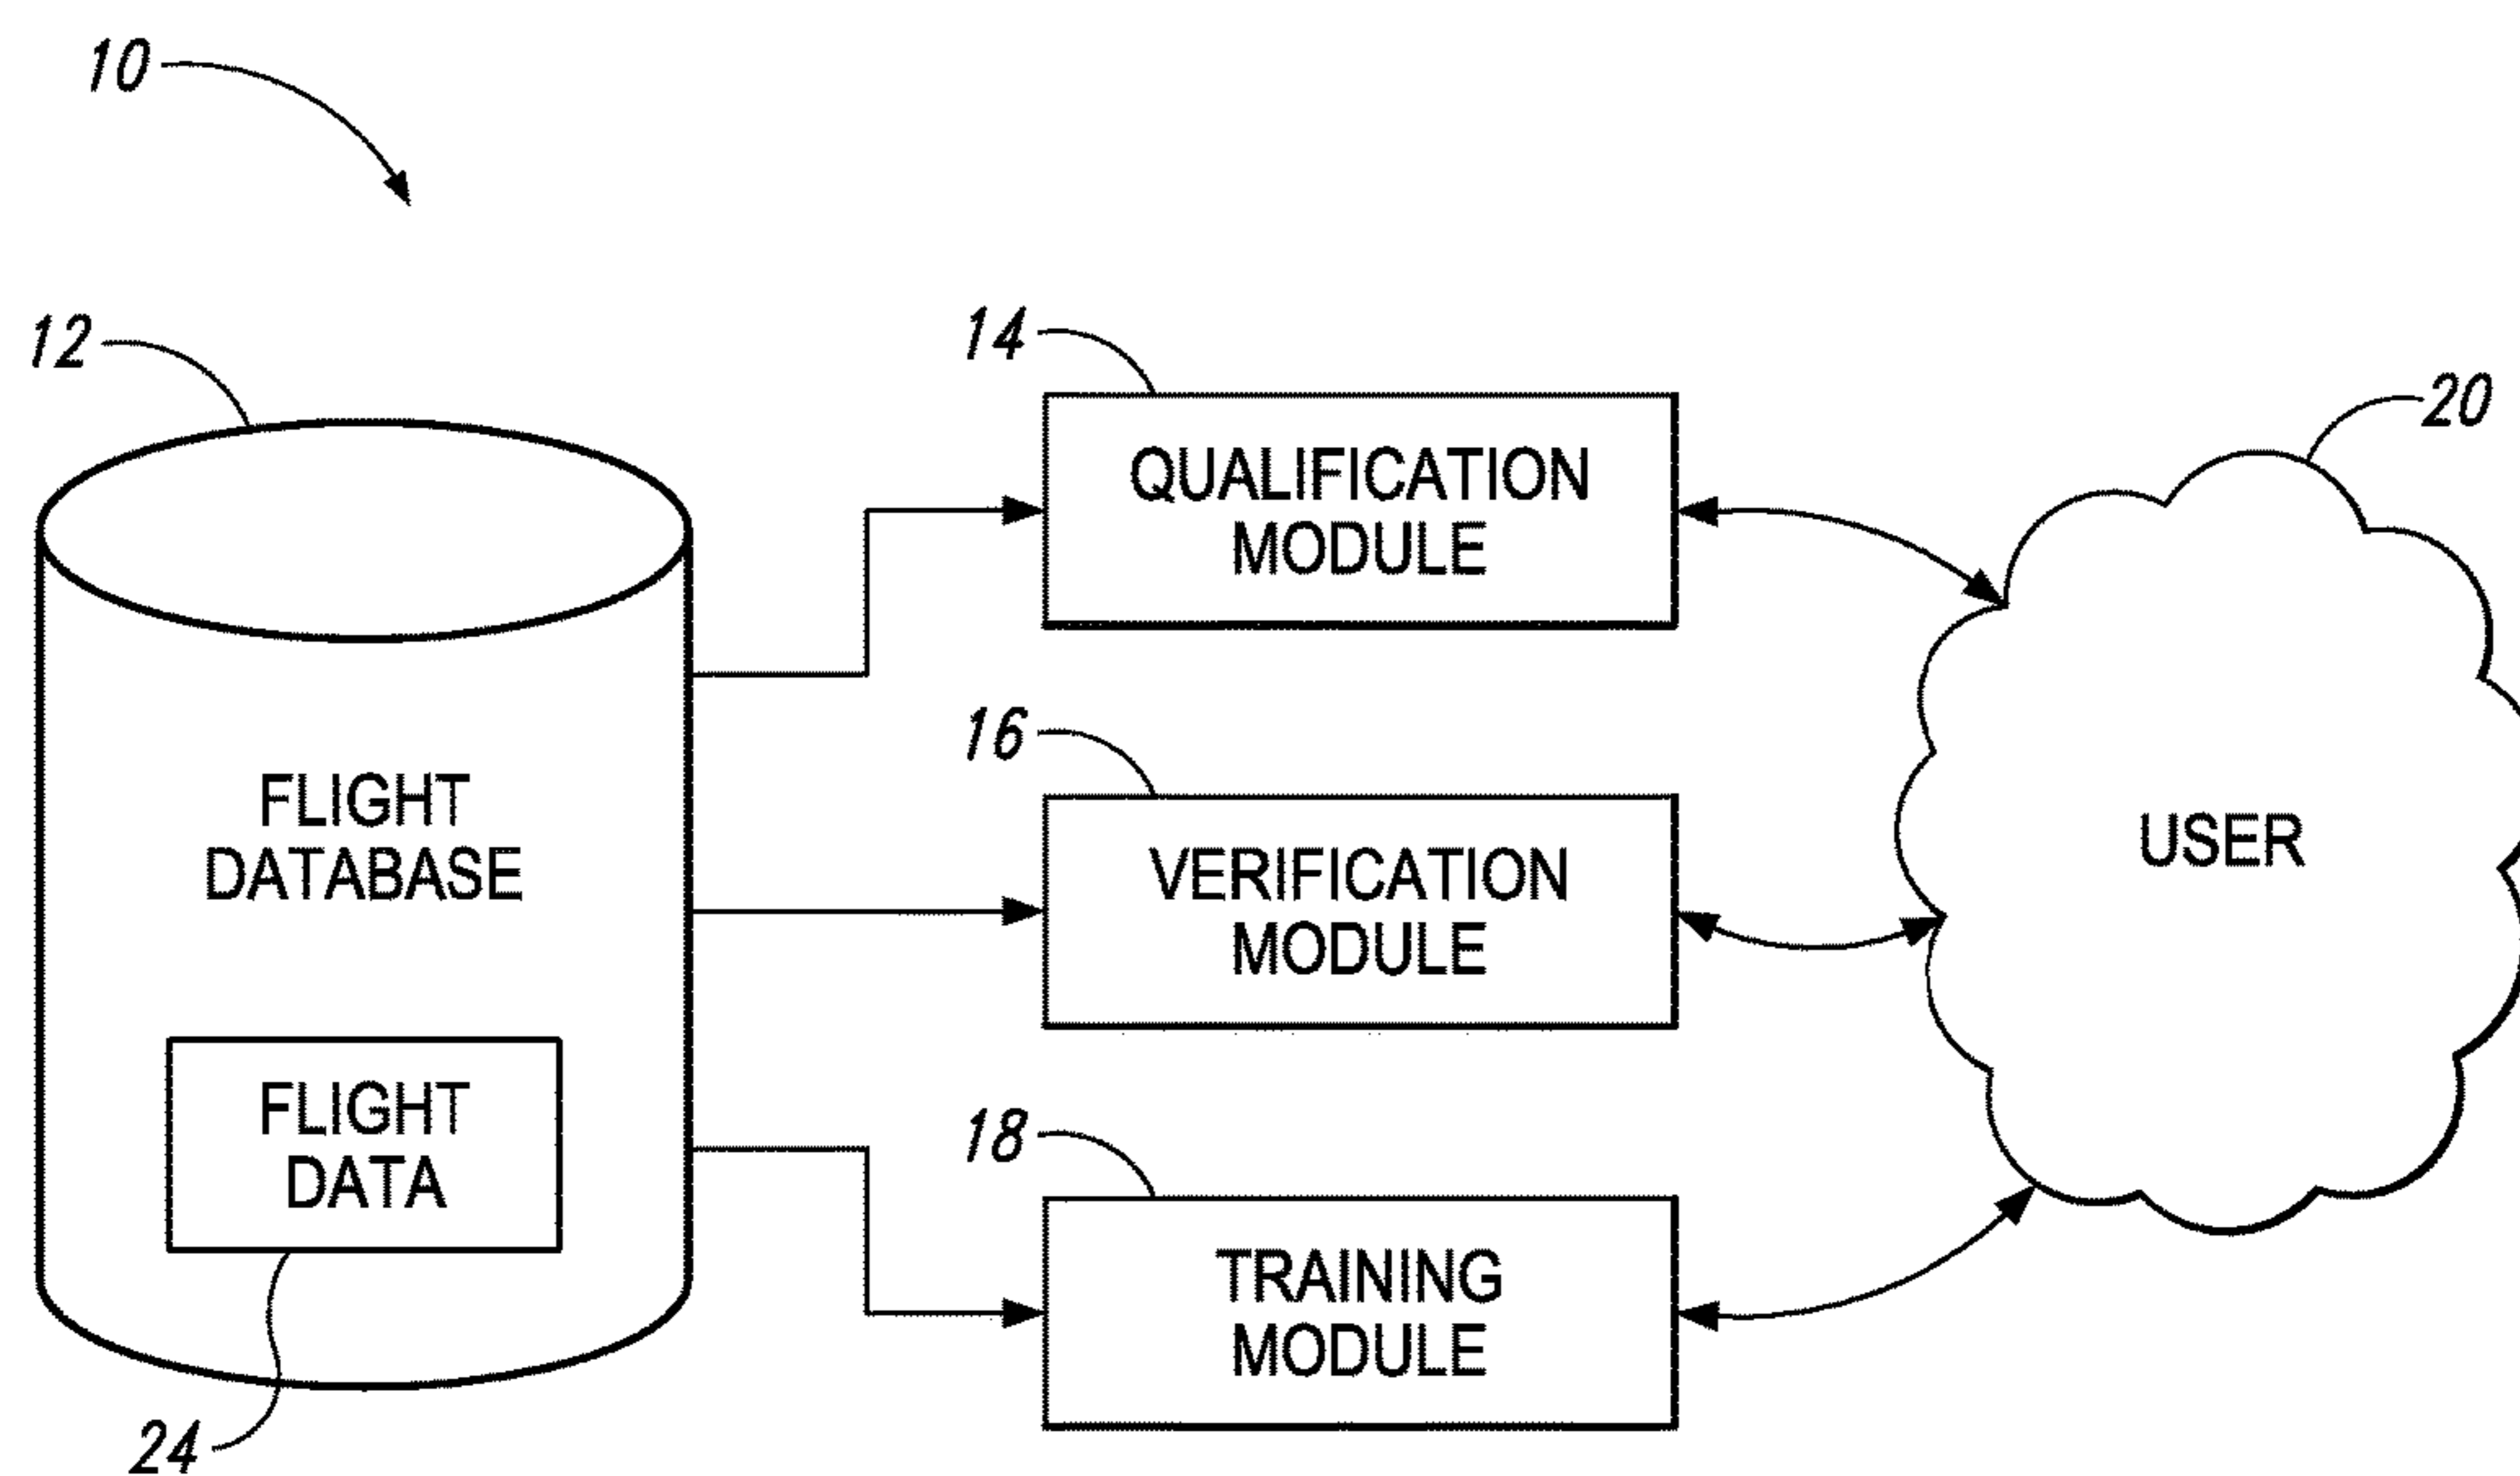 10
12
14
20
QUALIFICATION
MODULE
16
FLIGHT
DATABASE
VERIFICATION
MODULE
USER
FLIGHT
DATA
18
TRAINING
MODULE
24